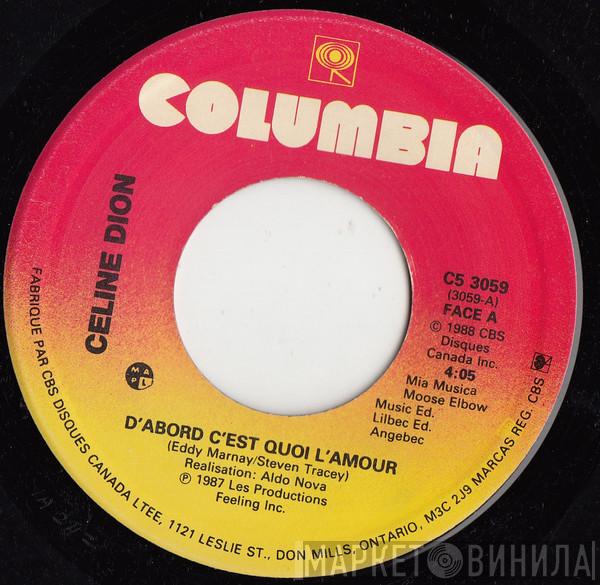 COLUMBIA
CELINE DION
C5 3059
(3059-A)
FACE A
© 1988 CBS
Disques
Canada Inc.
4:05
Mia Musica
Moose Elbow
Music Ed.
Lilbec Ed.
Angebec
M A
P L
D'ABORD C'EST QUOI L'AMOUR
(Eddy Marnay/Steven Tracey)
Realisation: Aldo Nova
℗ 1987 Les Productions
Feeling Inc.
FABRIQUE PAR CBS DISQUES CANADA LTEE, 1121 LESLIE ST., DON MILLS, ONTARIO, M3C 2J9 MARCAS REG. CBS
МАРКЕТ ВИНИЛА